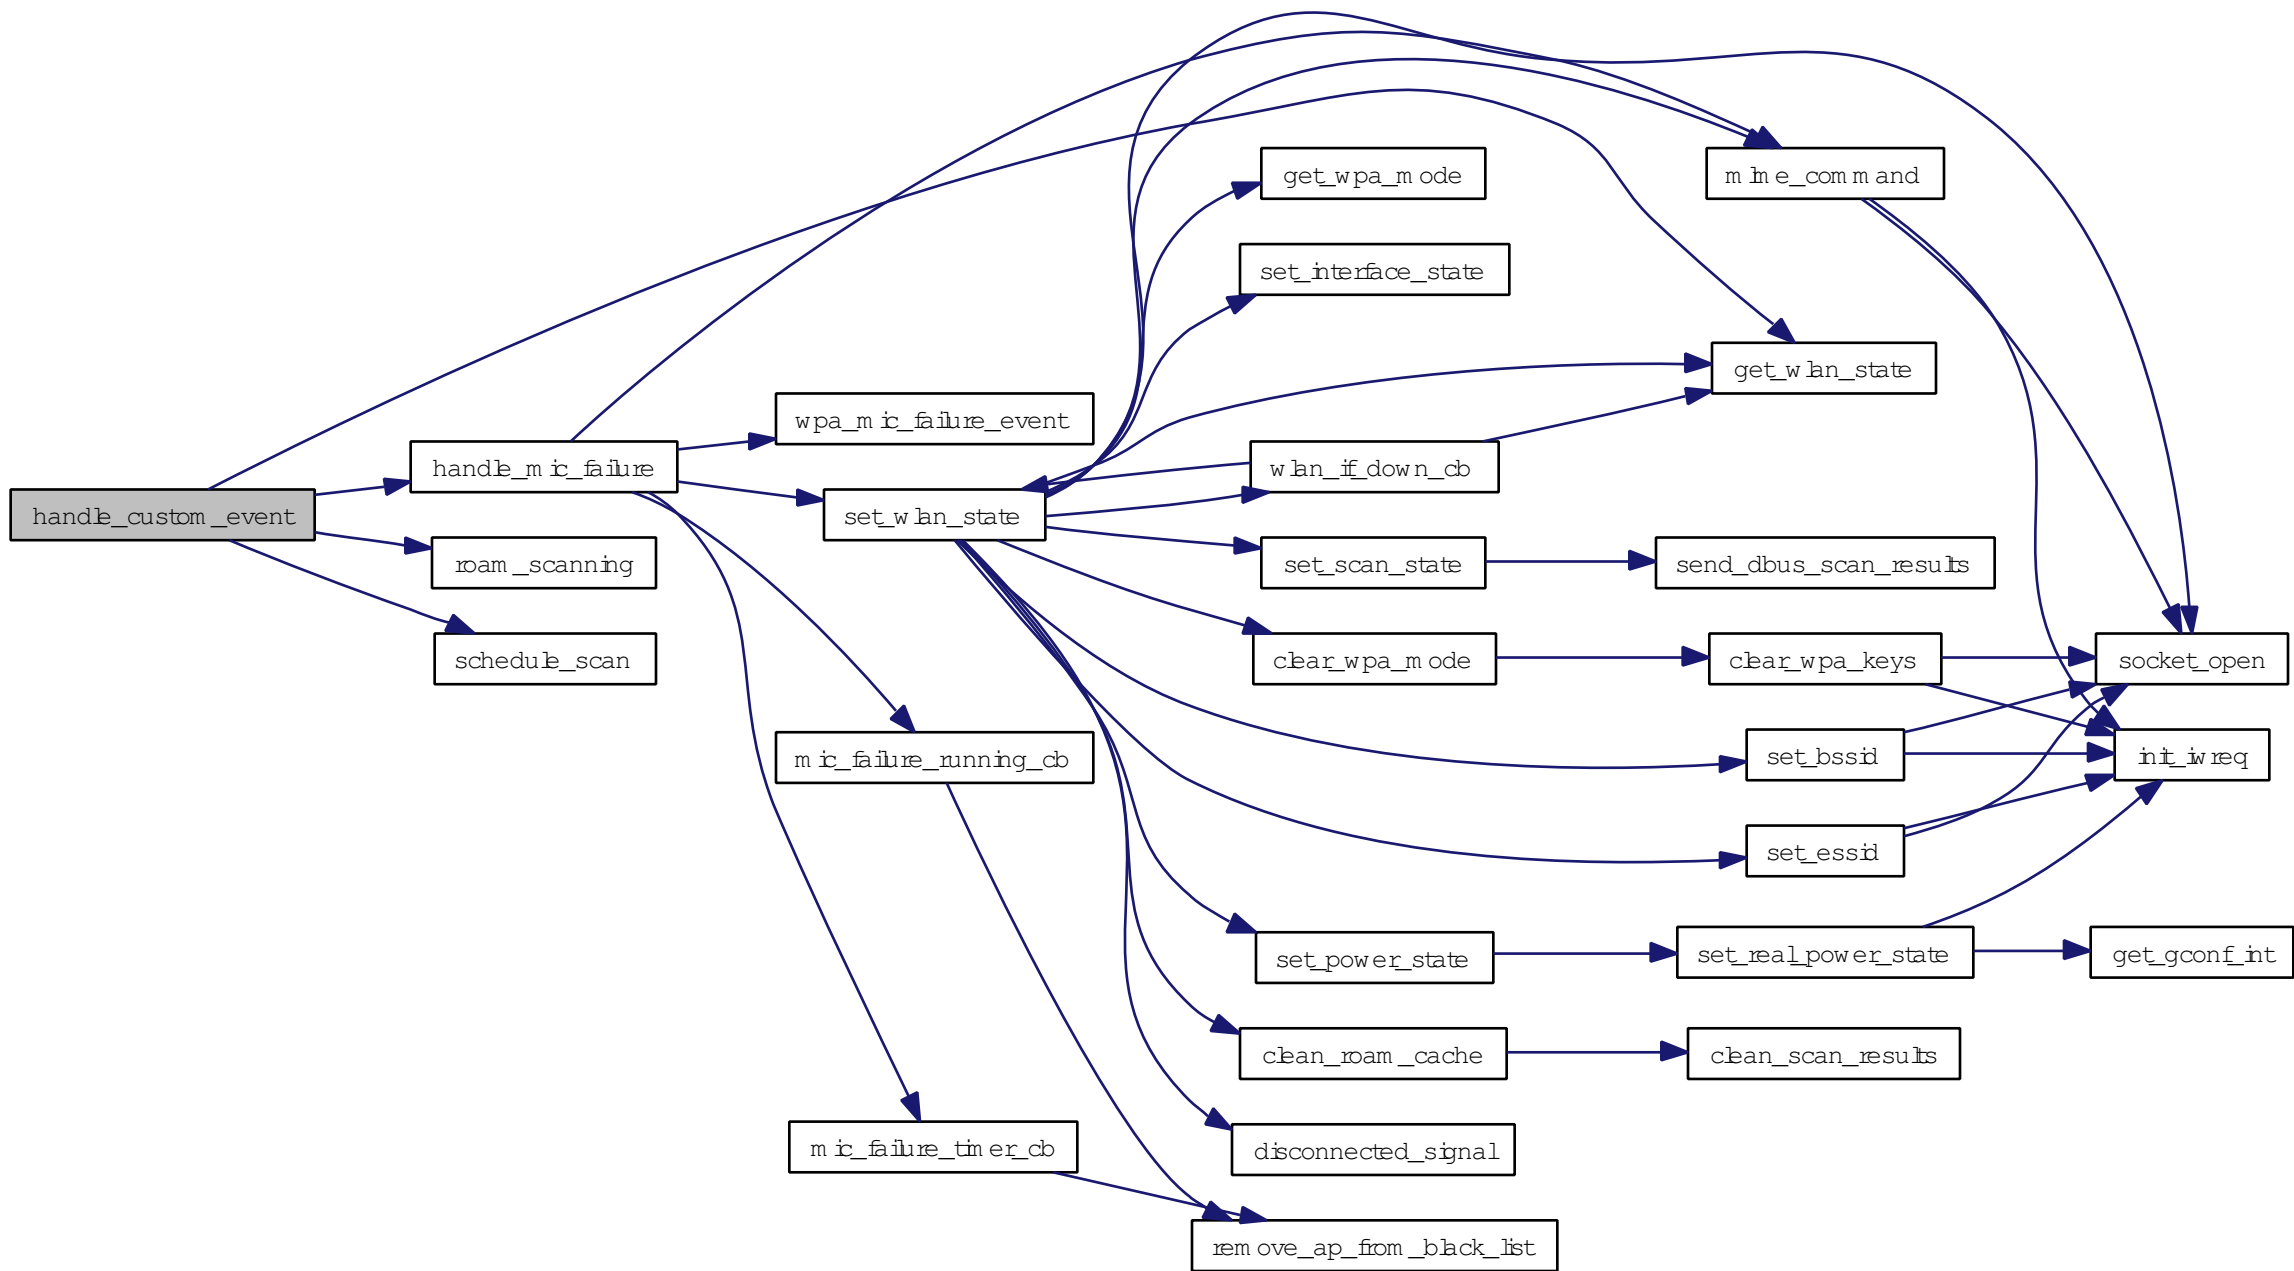 get_wpa_mode
mlme_command
set_interface_state
get_wlan_state
wpa_mic_failure_event
handle_mic_failure
wlan_if_down_cb
handle_custom_event
set_wlan_state
roam_scanning
set_scan_state
send_dbus_scan_results
schedule_scan
clear_wpa_mode
clear_wpa_keys
socket_open
mic_failure_running_cb
set_bssid
init_iwreq
set_essid
set_power_state
set_real_power_state
get_gconf_int
clean_roam_cache
clean_scan_results
mic_failure_timer_cb
disconnected_signal
remove_ap_from_black_list